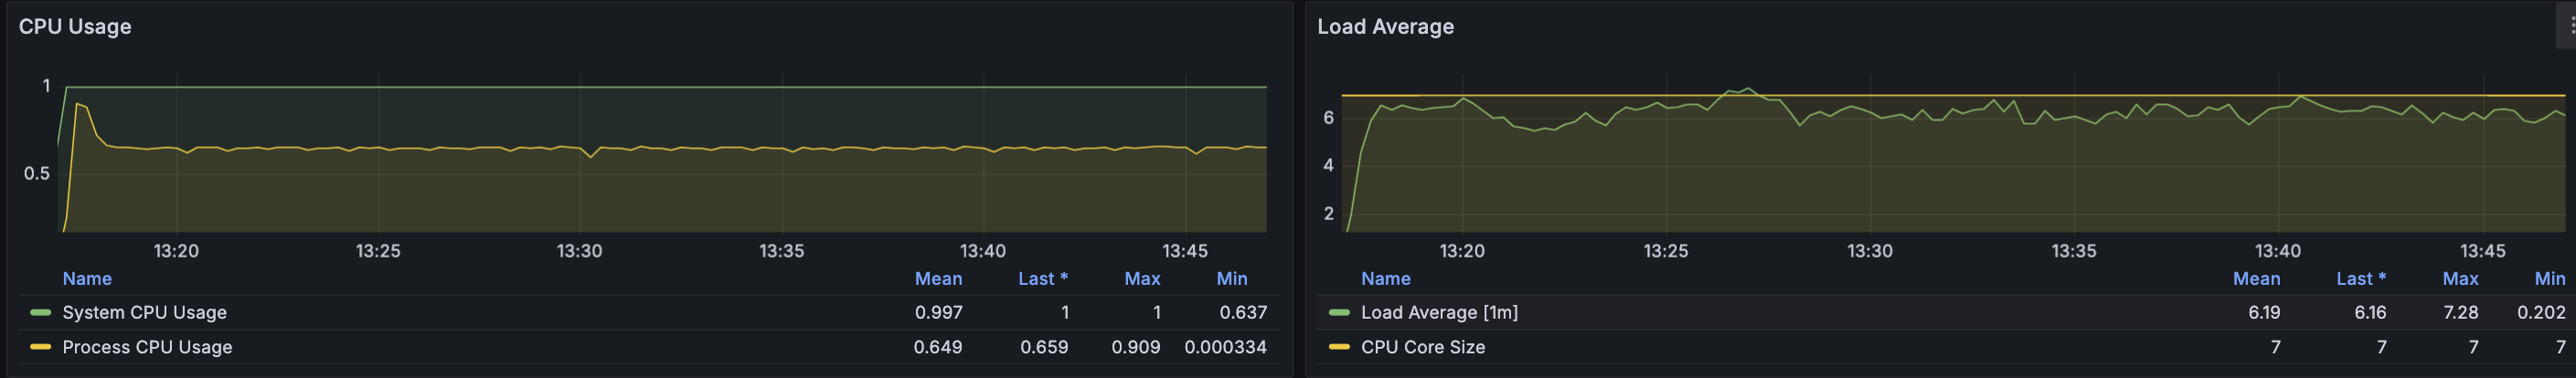 CPU Usage
1
0.5
13:20 13:25 13:30 13:35 13:40 13:45
Name Mean Last * Max Min
System CPU Usage 0.997 1 1 0.637
Process CPU Usage 0.649 0.659 0.909 0.000334
Load Average
6
4
2
13:20 13:25 13:30 13:35 13:40 13:45
Name Mean Last * Max Min
Load Average [1m] 6.19 6.16 7.28 0.202
CPU Core Size 7 7 7 7